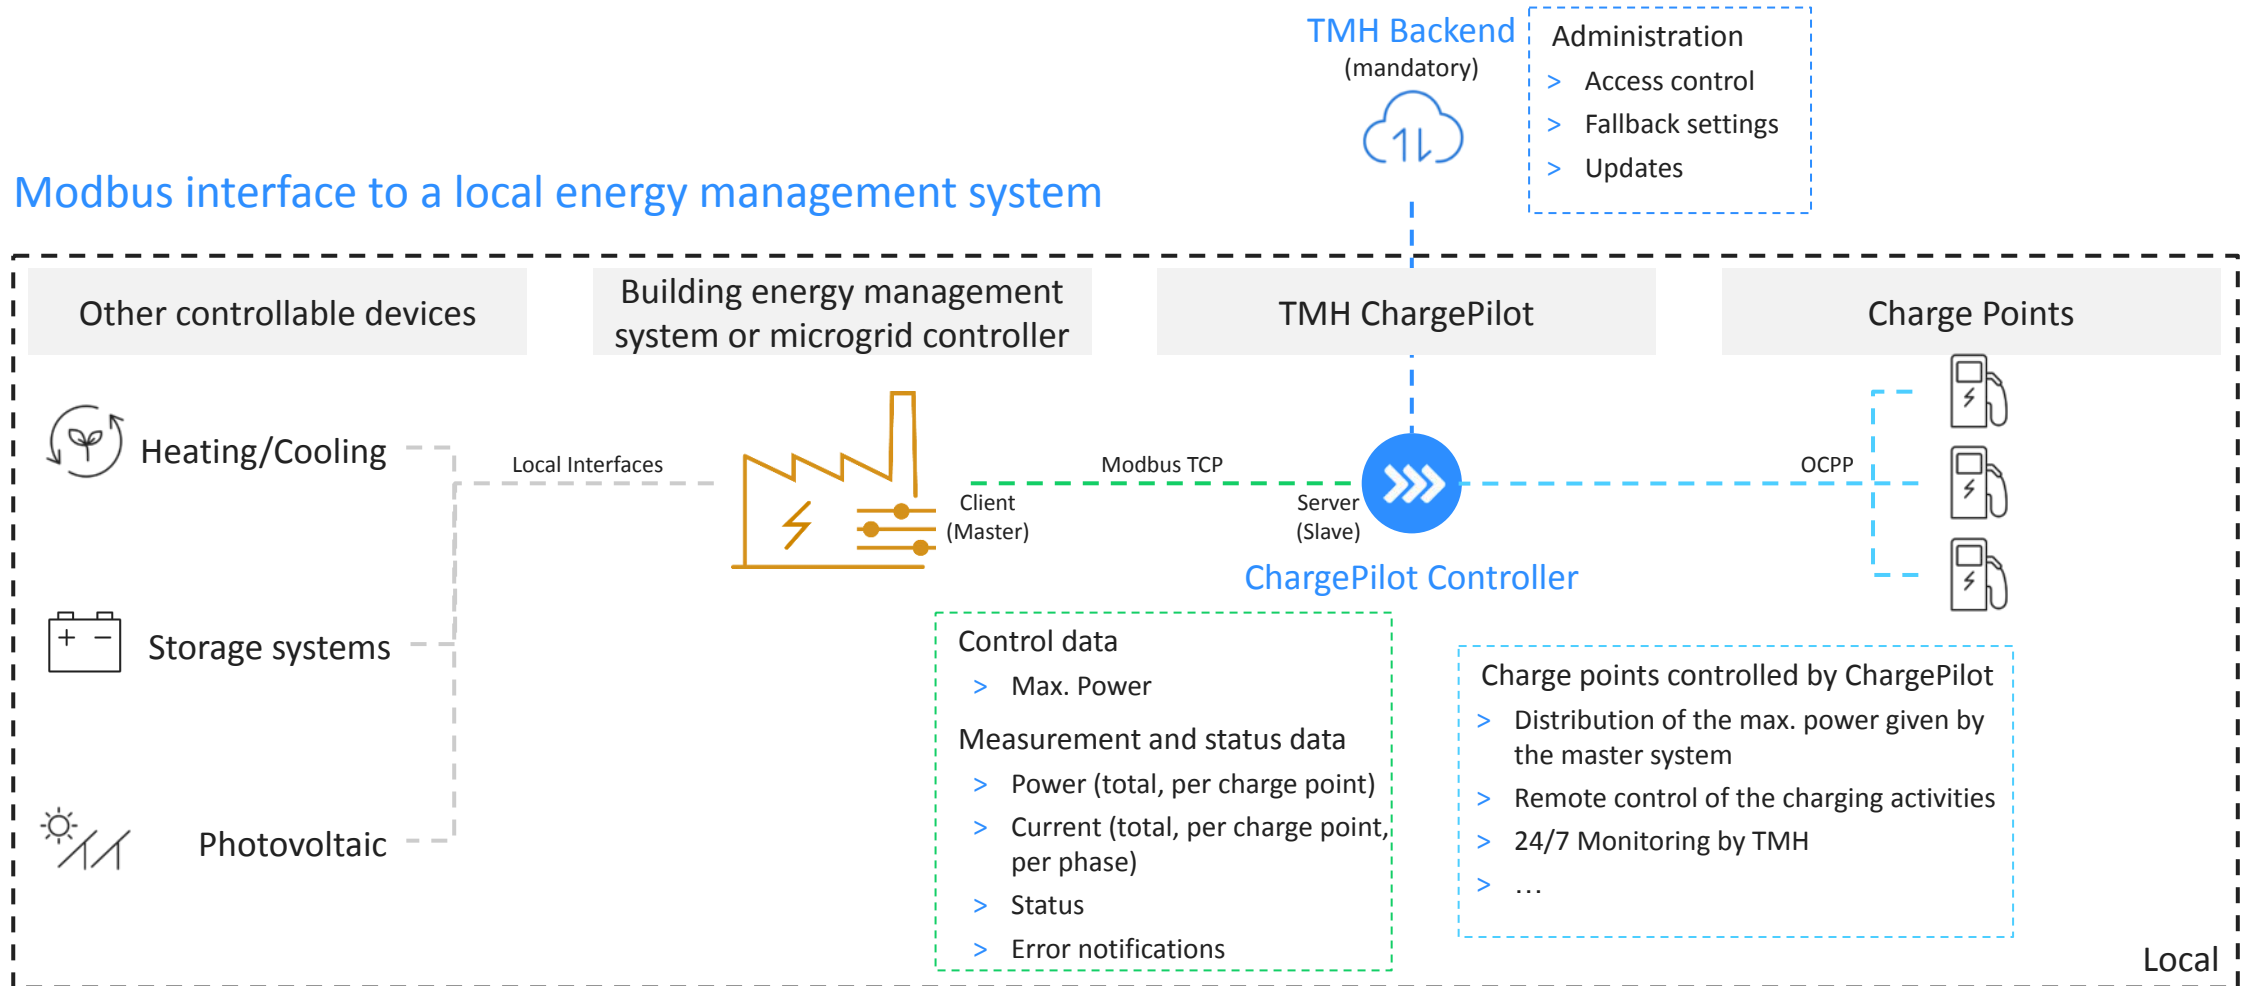 TMH Backend
(mandatory)
Administration
> Access control
> Fallback settings
> Updates
Modbus interface to a local energy management system
Other controllable devices
Building energy management
system or microgrid controller
TMH ChargePilot
Charge Points
Heating/Cooling
Storage systems
Photovoltaic
Local Interfaces
Client
(Master)
Modbus TCP
Server
(Slave)
ChargePilot Controller
OCPP
Control data
> Max. Power
Measurement and status data
> Power (total, per charge point)
> Current (total, per charge point,
per phase)
> Status
> Error notifications
Charge points controlled by ChargePilot
> Distribution of the max. power given by
the master system
> Remote control of the charging activities
> 24/7 Monitoring by TMH
> …
Local